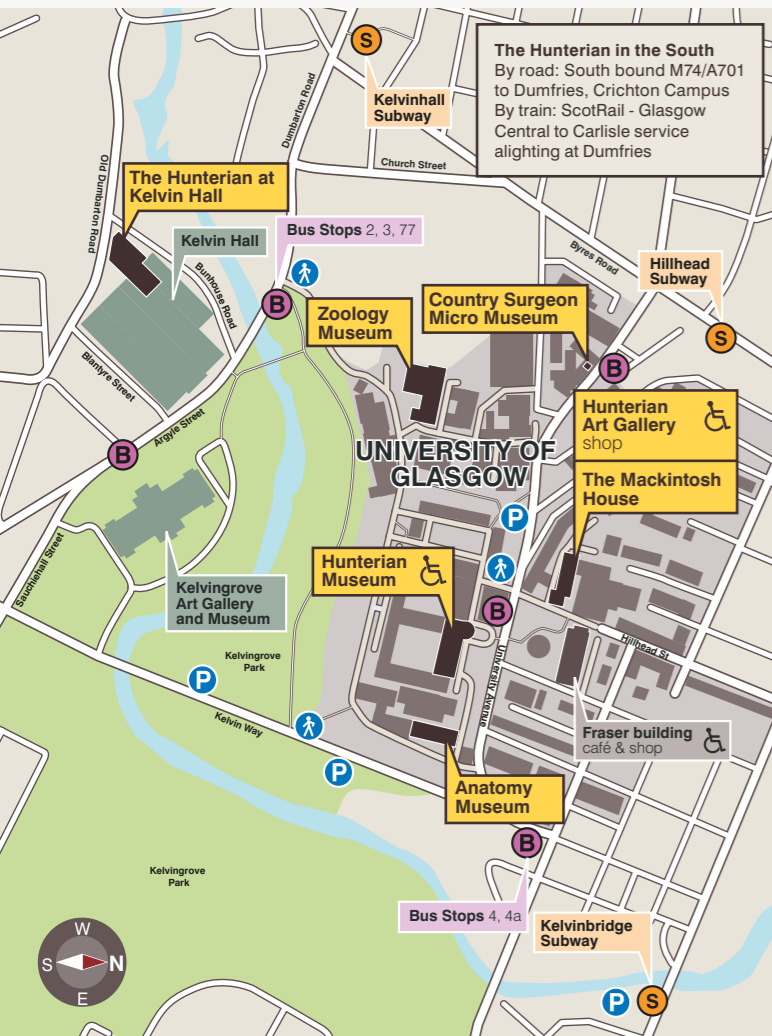 The Hunterian in the South
By road: South bound M74/A701
to Dumfries, Crichton Campus
By train: ScotRail - Glasgow
Central to Carlisle service
alighting at Dumfries
S
Kelvinhall
Subway
Dumbarton Road
Church Street
Old Dumbarton Road
The Hunterian at
Kelvin Hall
Kelvin Hall
Bunhouse Road
Bus Stops 2, 3, 77
B
Byres Road
Hillhead
Subway
S
Zoology
Museum
Country Surgeon
Micro Museum
B
Blantyre Street
Argyle Street
B
Hunterian
Art Gallery
shop
The Mackintosh
House
UNIVERSITY OF
GLASGOW
P
Sauchiehall Street
Kelvingrove
Art Gallery
and Museum
Hunterian
Museum
B
Hillhead St
University Avenue
Kelvingrove
Park
P
Kelvin Way
P
Fraser building
café & shop
Anatomy
Museum
B
Bus Stops 4, 4a
Kelvingrove
Park
Kelvinbridge
Subway
P
S
W
S
N
E